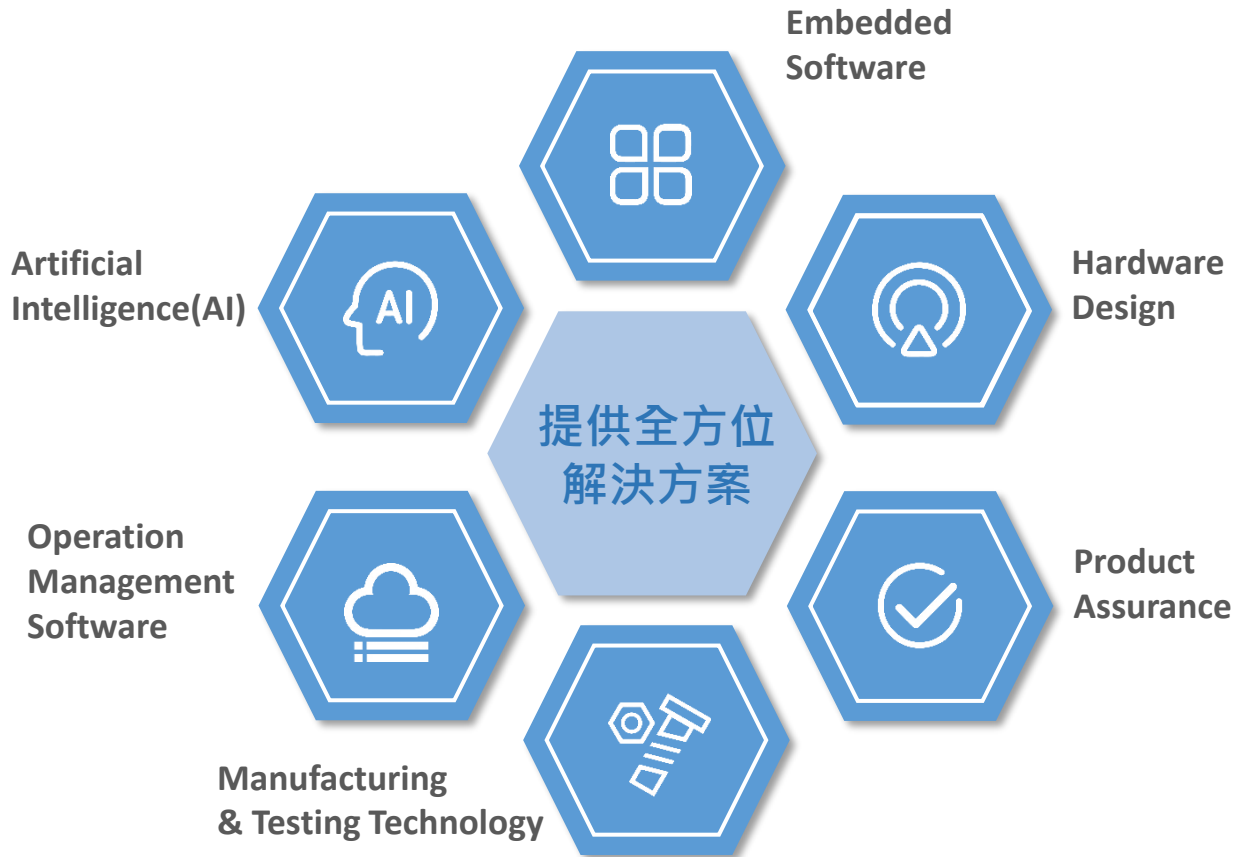 Embedded
Software
Hardware
Design
Product
Assurance
Manufacturing
& Testing Technology
Operation
Management
Software
Artificial
Intelligence(AI)
AI
提供全方位
解決方案